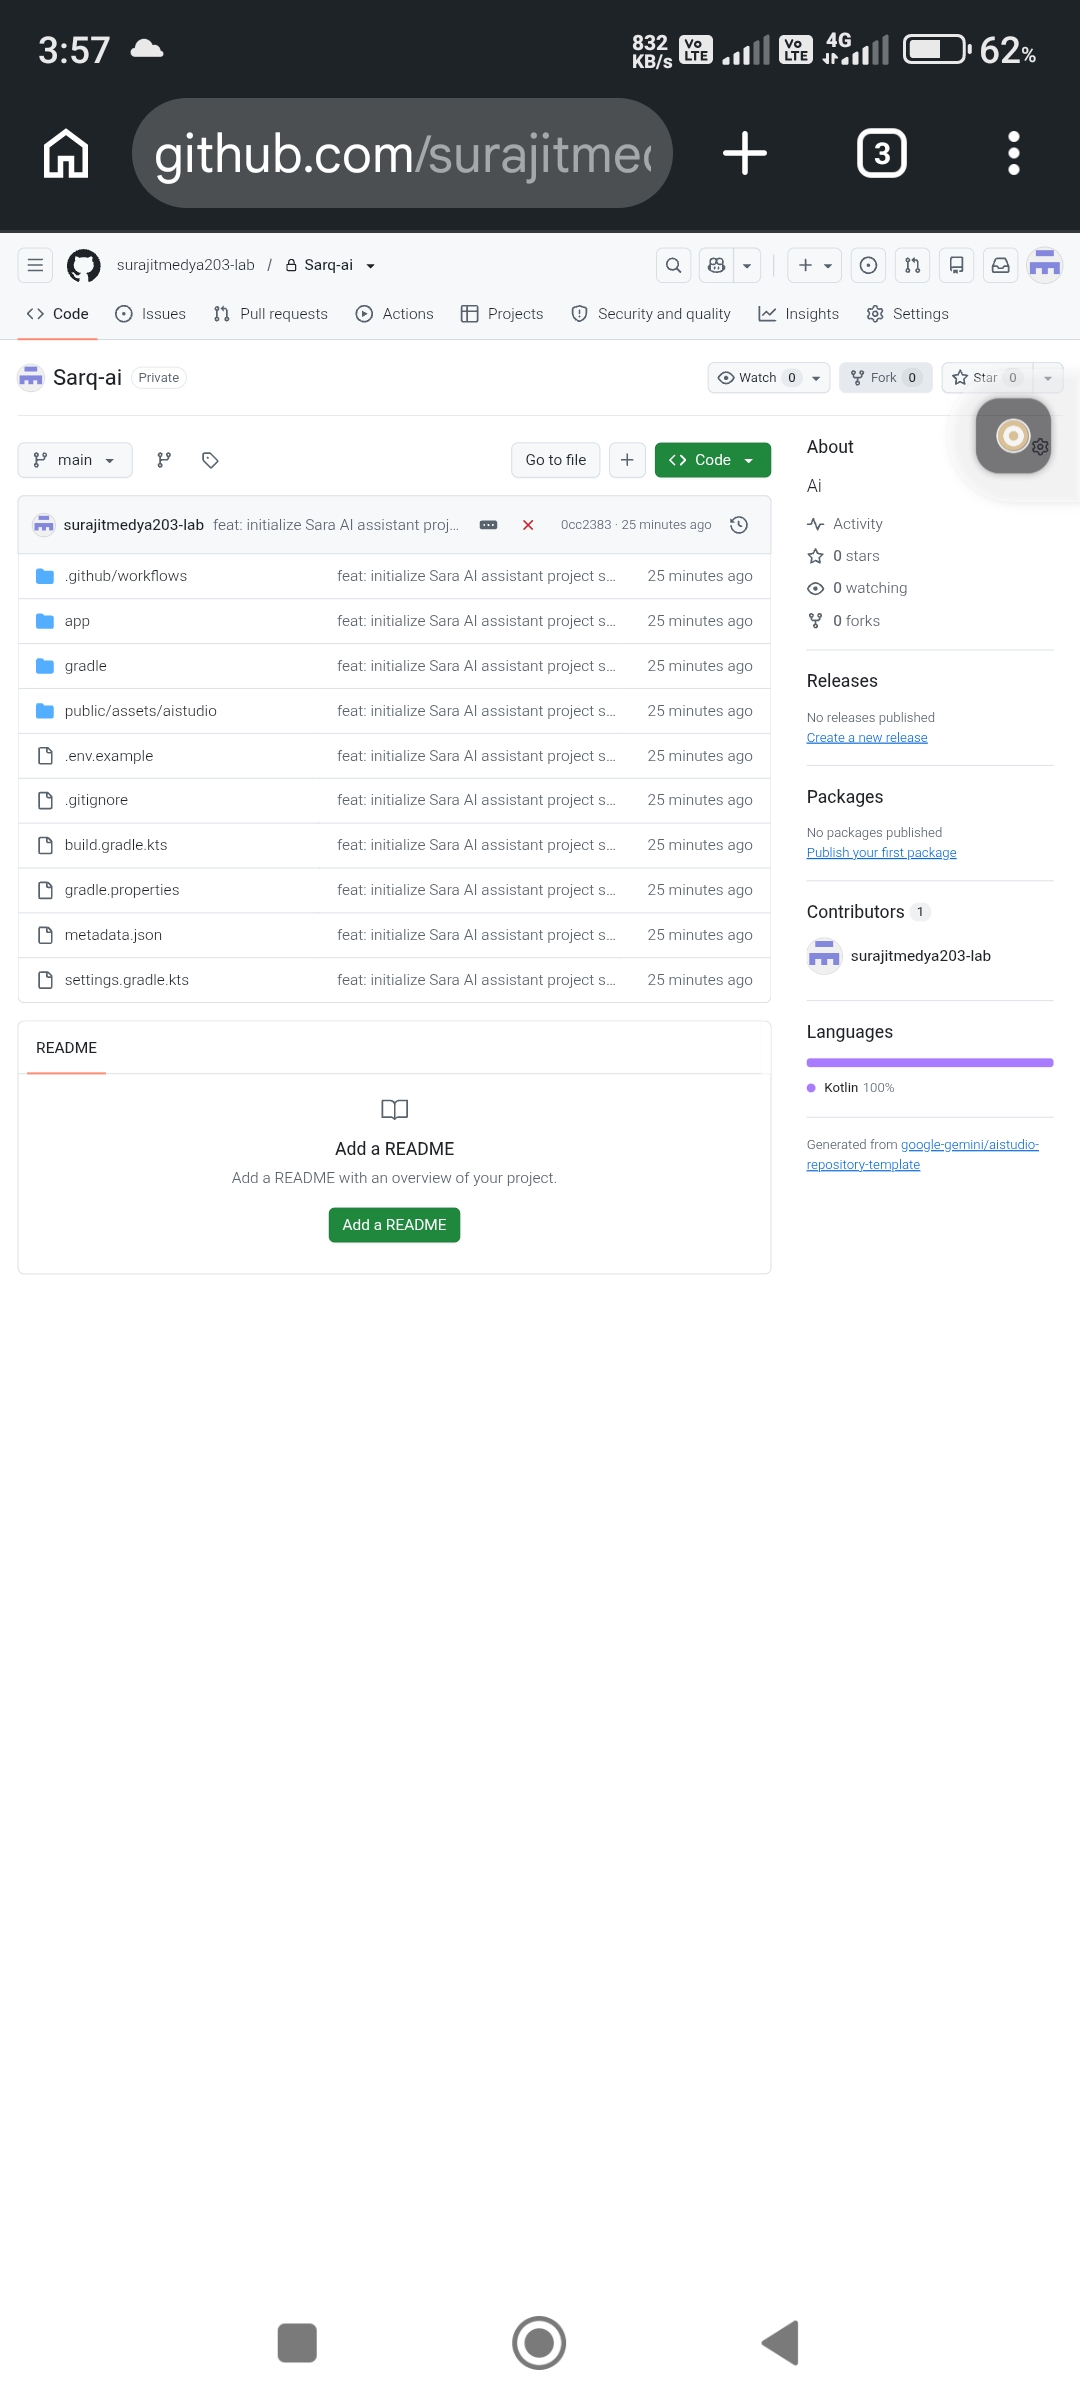 3:57
832 KB/s Vo LTE Vo LTE 4G 62%
github.com/surajitmed
3
surajitmedya203-lab / Sarq-ai
Code Issues Pull requests Actions Projects Security and quality Insights Settings
Sarq-ai Private
Watch 0 Fork 0 Star 0
main
Go to file
Code
surajitmedya203-lab feat: initialize Sara AI assistant proj... 0cc2383 · 25 minutes ago
.github/workflows feat: initialize Sara AI assistant project s... 25 minutes ago
app feat: initialize Sara AI assistant project s... 25 minutes ago
gradle feat: initialize Sara AI assistant project s... 25 minutes ago
public/assets/aistudio feat: initialize Sara AI assistant project s... 25 minutes ago
.env.example feat: initialize Sara AI assistant project s... 25 minutes ago
.gitignore feat: initialize Sara AI assistant project s... 25 minutes ago
build.gradle.kts feat: initialize Sara AI assistant project s... 25 minutes ago
gradle.properties feat: initialize Sara AI assistant project s... 25 minutes ago
metadata.json feat: initialize Sara AI assistant project s... 25 minutes ago
settings.gradle.kts feat: initialize Sara AI assistant project s... 25 minutes ago
README
Add a README
Add a README with an overview of your project.
Add a README
About
Ai
Activity
0 stars
0 watching
0 forks
Releases
No releases published
Create a new release
Packages
No packages published
Publish your first package
Contributors 1
surajitmedya203-lab
Languages
Kotlin 100%
Generated from google-gemini/aistudio-
repository-template